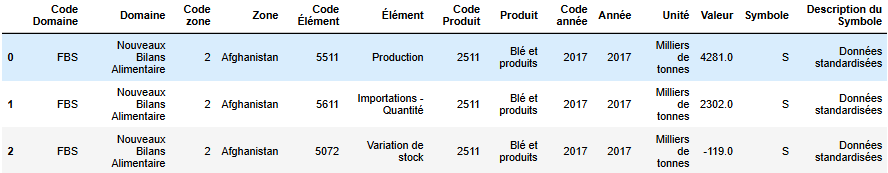 Code Domaine Domaine Code zone Zone Code Élément Élément Code Produit Produit Code année Année Unité Valeur Symbole Description du Symbole
0 FBS Nouveaux Bilans Alimentaire 2 Afghanistan 5511 Production 2511 Blé et produits 2017 2017 Milliers de tonnes 4281.0 S Données standardisées
1 FBS Nouveaux Bilans Alimentaire 2 Afghanistan 5611 Importations - Quantité 2511 Blé et produits 2017 2017 Milliers de tonnes 2302.0 S Données standardisées
2 FBS Nouveaux Bilans Alimentaire 2 Afghanistan 5072 Variation de stock 2511 Blé et produits 2017 2017 Milliers de tonnes -119.0 S Données standardisées